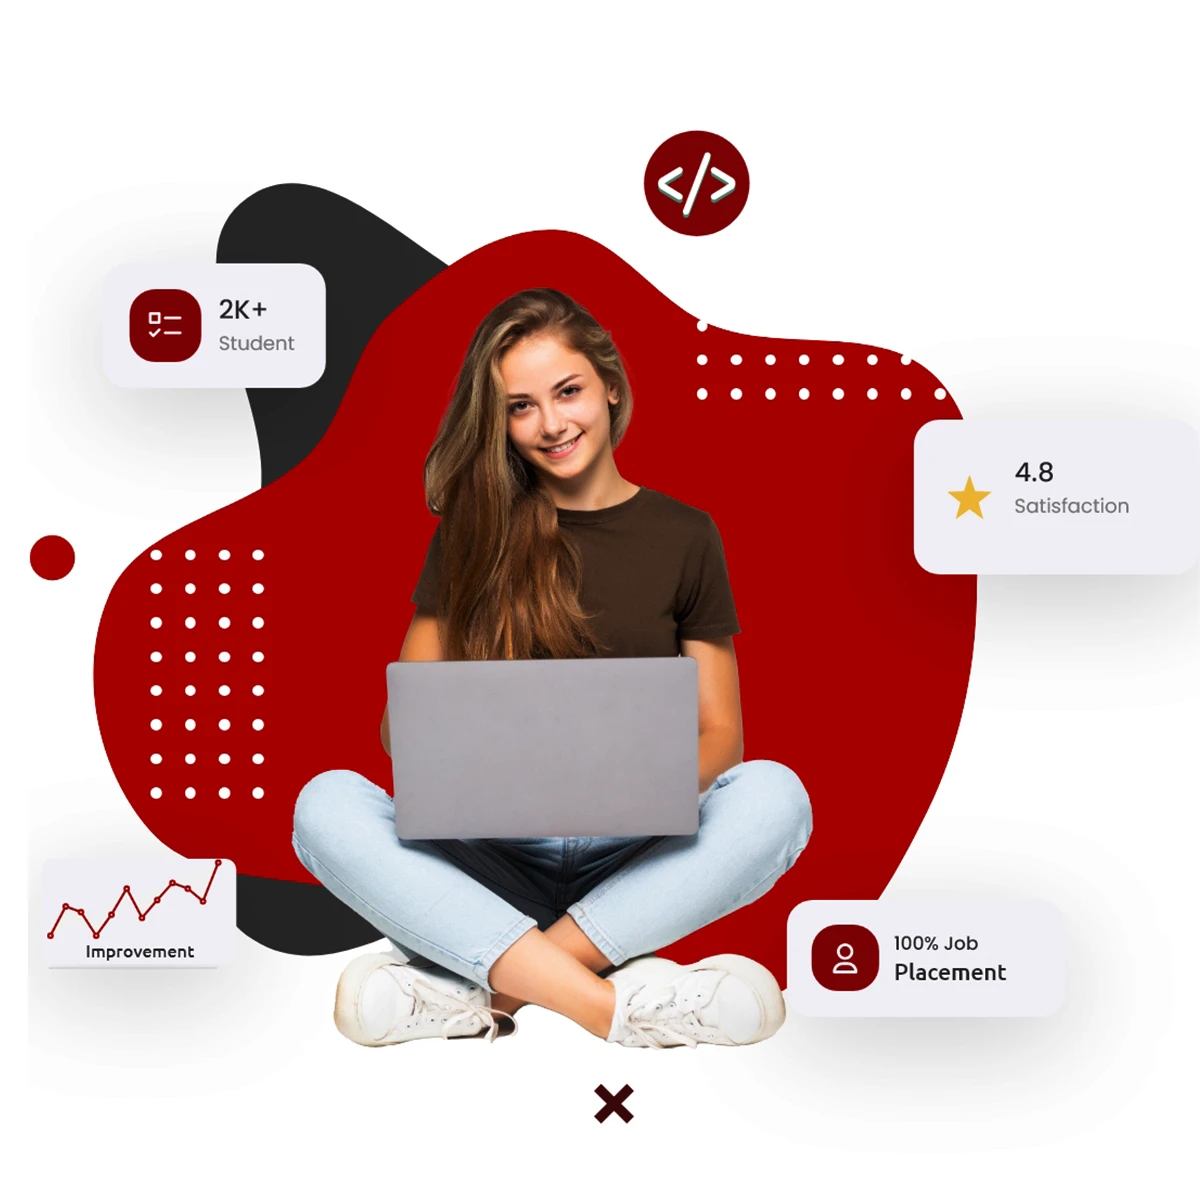 </>
2K+
Student
4.8
Satisfaction
Improvement
100% Job
Placement